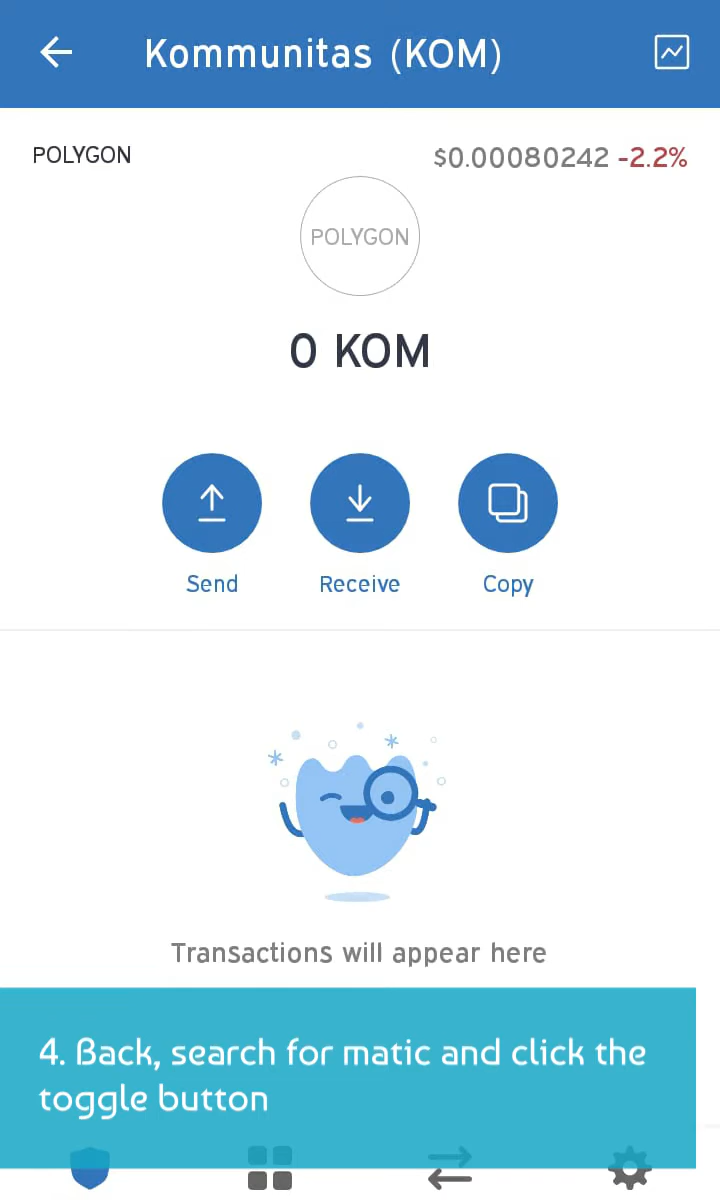 Kommunitas (KOM)
POLYGON
$0.00080242 -2.2%
POLYGON
0 KOM
Send
Receive
Copy
Transactions will appear here
4. Back, search for matic and click the
toggle button